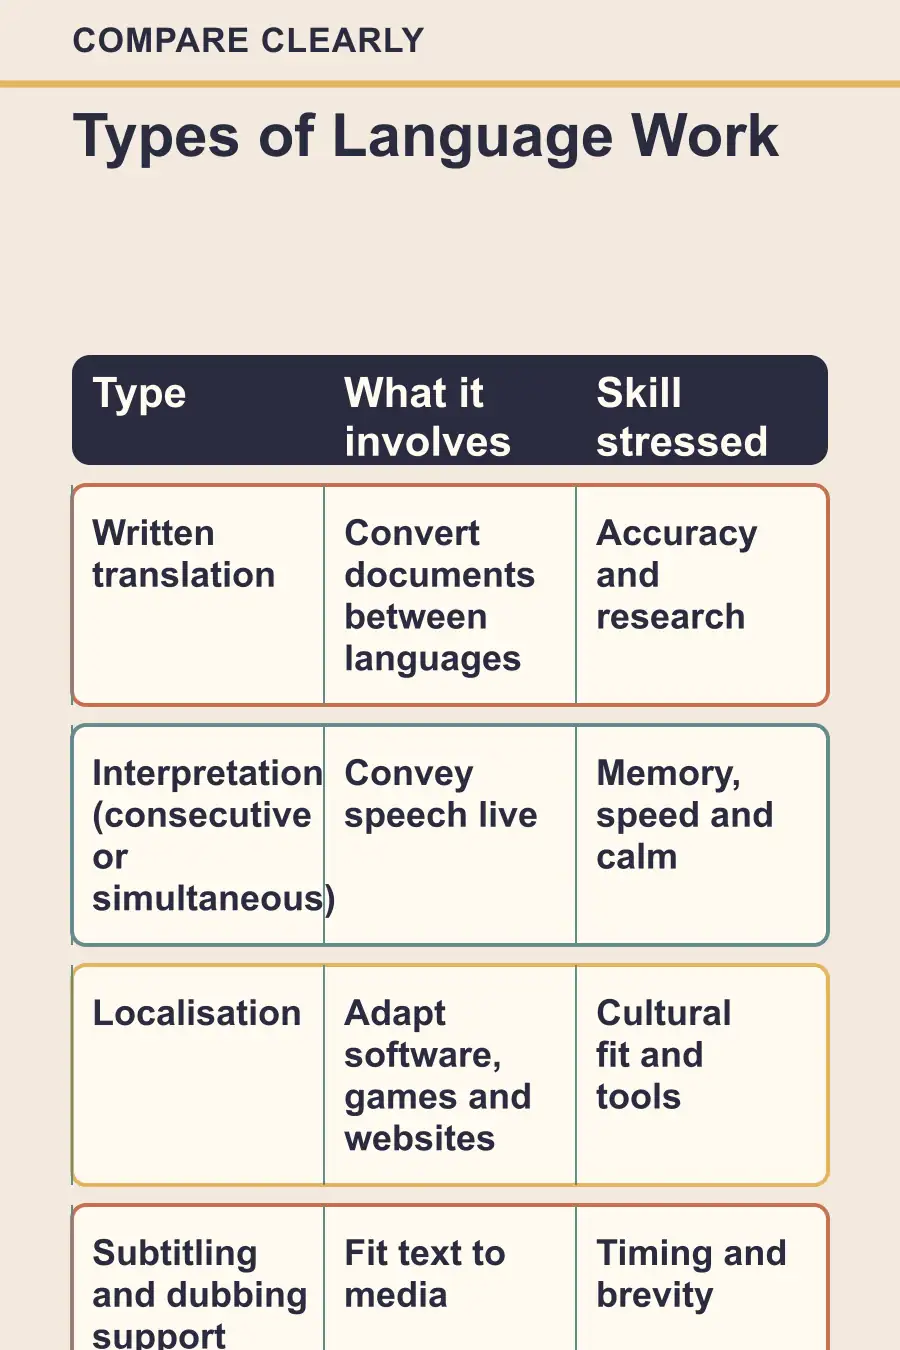 COMPARE CLEARLY
Types of Language Work
Type
What it
involves
Skill
stressed
Written
translation
Convert
documents
between
languages
Accuracy
and
research
Interpretation
(consecutive
or
simultaneous)
Convey
speech live
Memory,
speed and
calm
Localisation
Adapt
software,
games and
websites
Cultural
fit and
tools
Subtitling
and dubbing
support
Fit text to
media
Timing and
brevity